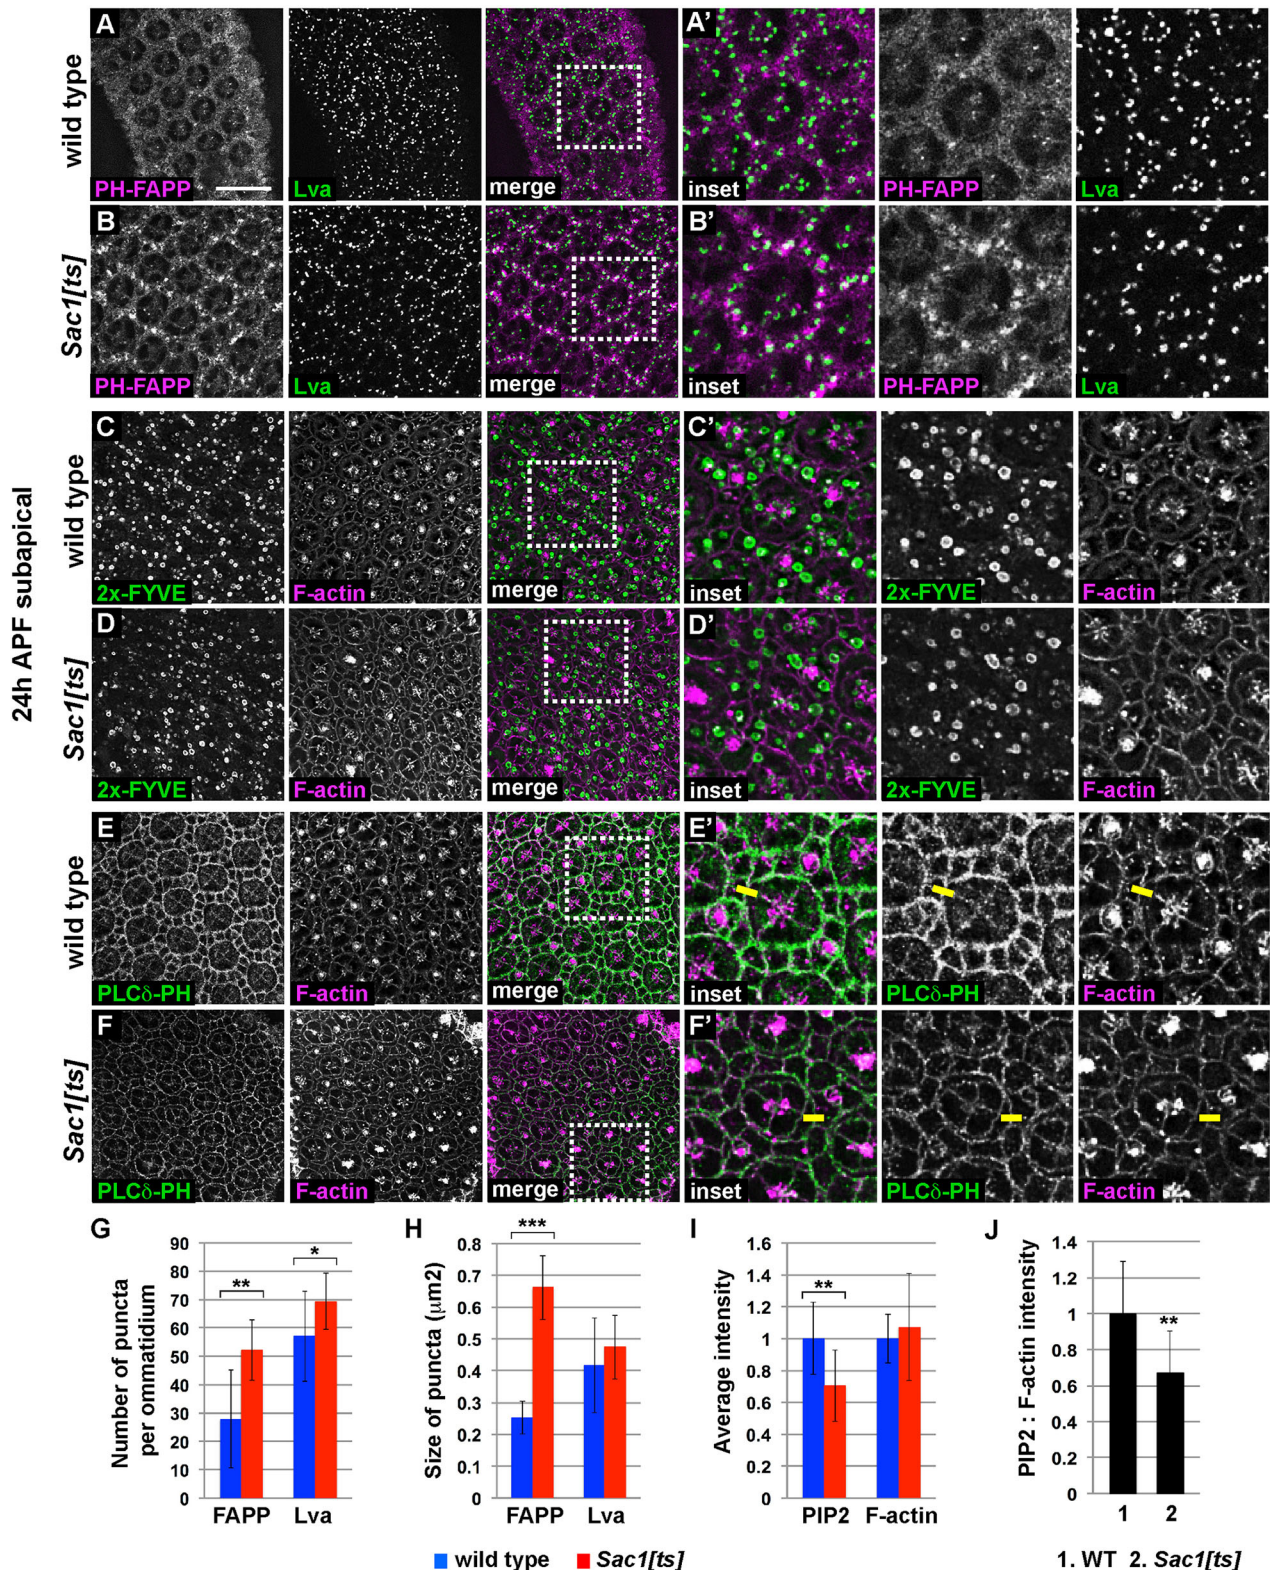 24h APF subapical
wild type
A
PH-FAPP
Lva
merge
A'
inset
PH-FAPP
Lva
Sac1[ts]
B
PH-FAPP
Lva
merge
B'
inset
PH-FAPP
Lva
wild type
C
2x-FYVE
F-actin
merge
C'
inset
2x-FYVE
F-actin
Sac1[ts]
D
2x-FYVE
F-actin
merge
D'
inset
2x-FYVE
F-actin
wild type
E
PLCδ-PH
F-actin
merge
E'
inset
PLCδ-PH
F-actin
Sac1[ts]
F
PLCδ-PH
F-actin
merge
F'
inset
PLCδ-PH
F-actin
G
Number of puncta
per ommatidium
90
80
70
60
50
40
30
20
10
0
**
*
FAPP Lva
H
Size of puncta (μm2)
0.8
0.7
0.6
0.5
0.4
0.3
0.2
0.1
0
***
FAPP Lva
I
Average intensity
1.6
1.4
1.2
1
0.8
0.6
0.4
0.2
0
**
PIP2 F-actin
J
PIP2 : F-actin intensity
1.4
1.2
1
0.8
0.6
0.4
0.2
0
**
1 2
wild type Sac1[ts]
1. WT 2. Sac1[ts]